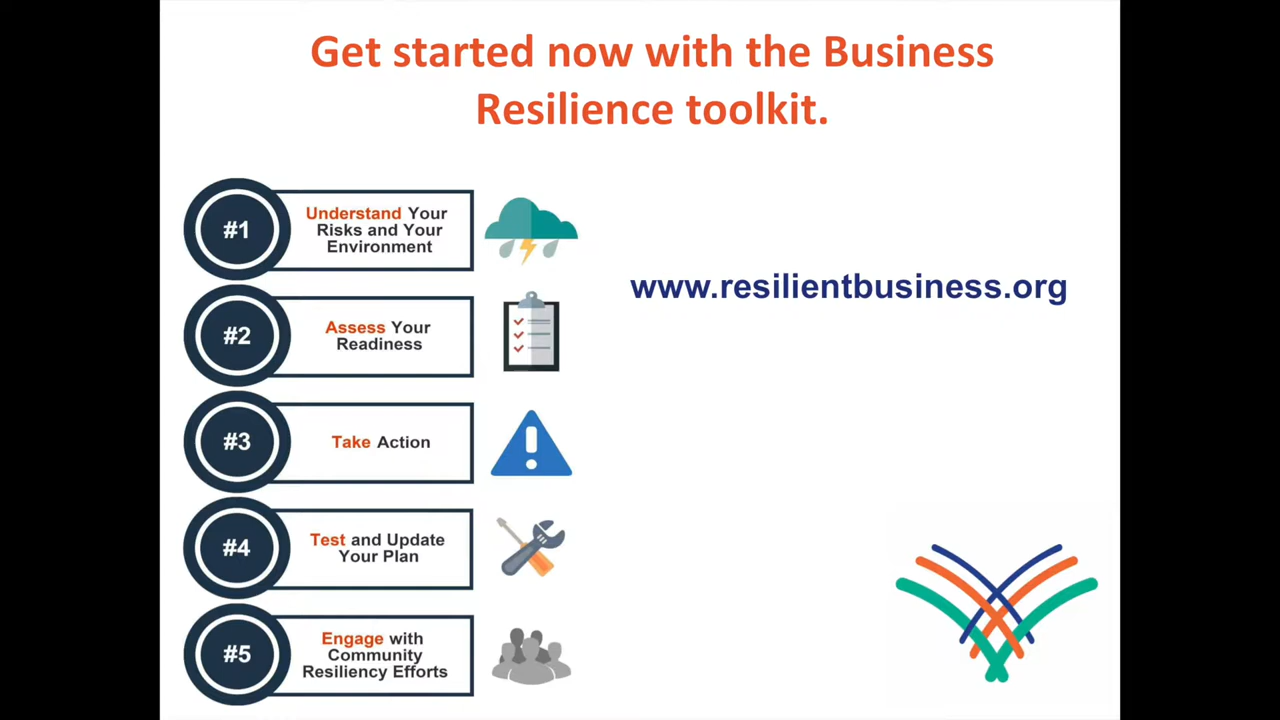 Get started now with the Business
Resilience toolkit.
#1
Understand Your
Risks and Your
Environment
www.resilientbusiness.org
#2
Assess Your
Readiness
#3
Take Action
#4
Test and Update
Your Plan
#5
Engage with
Community
Resiliency Efforts